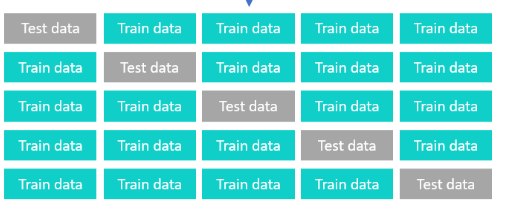 Test data Train data Train data Train data Train data
Train data Test data Train data Train data Train data
Train data Train data Test data Train data Train data
Train data Train data Train data Test data Train data
Train data Train data Train data Train data Test data